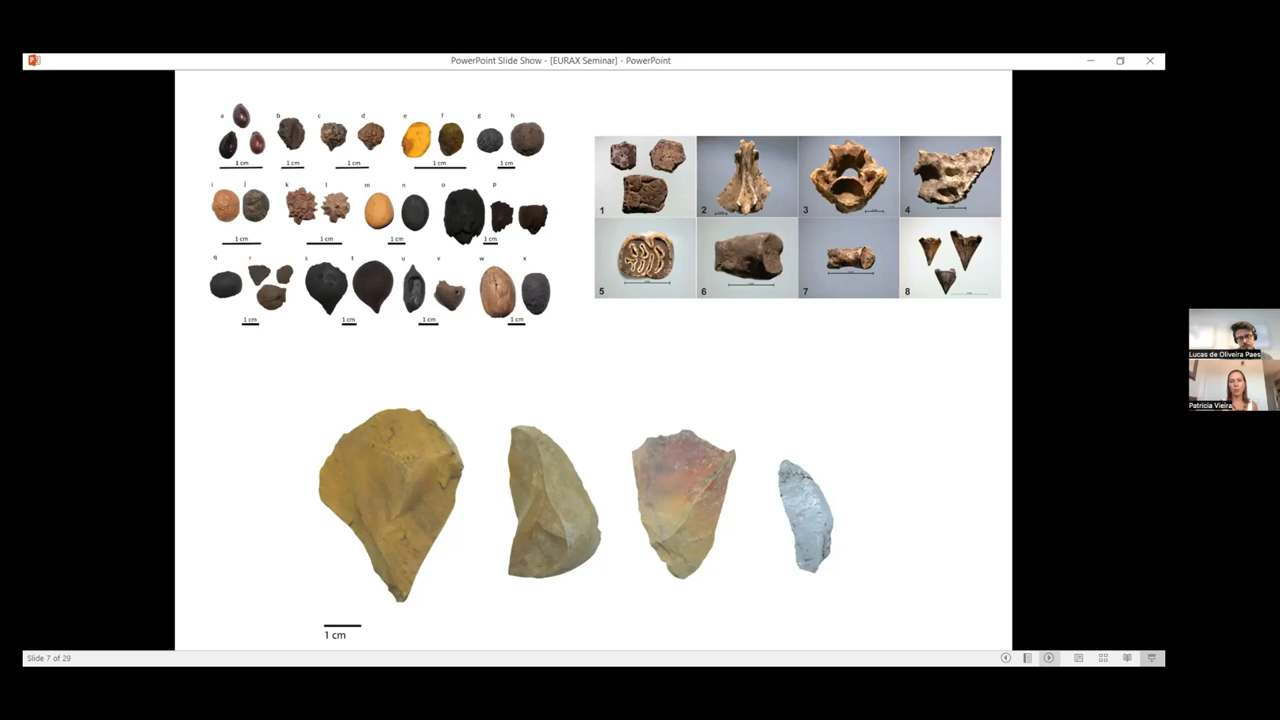 PowerPoint Slide Show - [EURAX Seminar] - PowerPoint
a b c d e f g h
1 cm 1 cm 1 cm 1 cm 1 cm
i j k l m n o p
1 cm 1 cm 1 cm 1 cm
q r s t u v w x
1 cm 1 cm 1 cm 1 cm
1 2 3 4
5 6 7 8
1 cm
Lucas de Oliveira Paes
Patricia Vieira
Slide 7 of 29